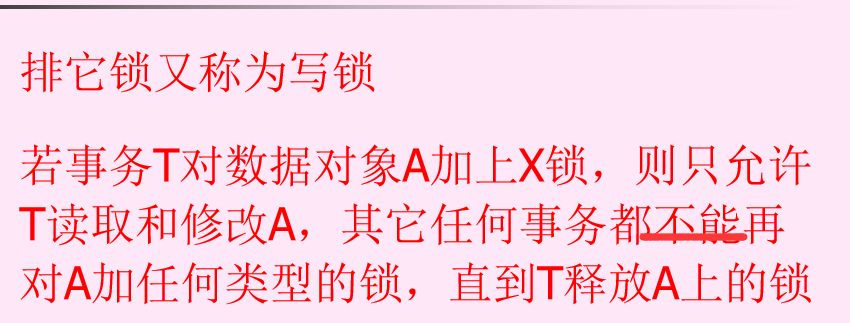 排它锁又称为写锁
若事务T对数据对象A加上X锁，则只允许
T读取和修改A，其它任何事务都不能再
对A加任何类型的锁，直到T释放A上的锁